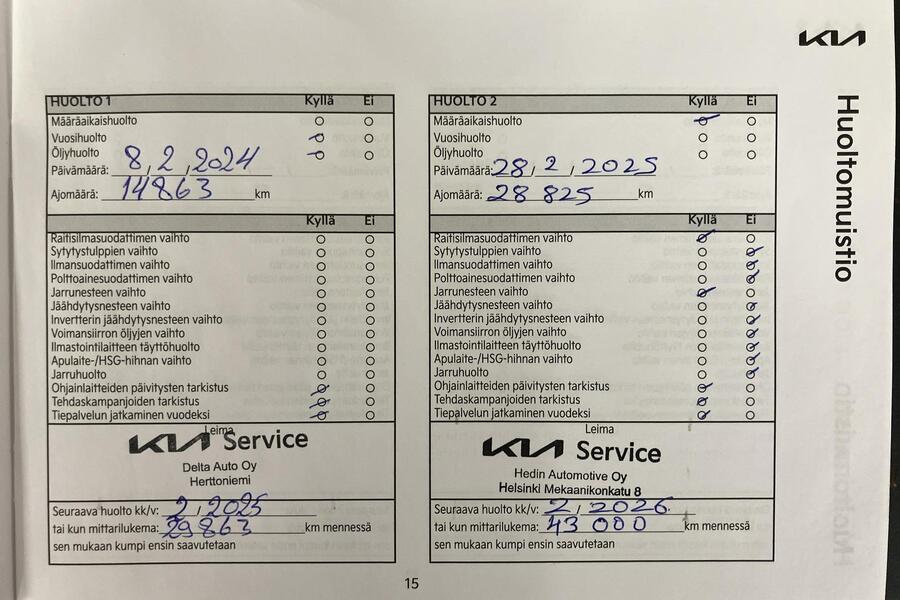 KIA
Huoltomuistio
HUOLTO 1 Kyllä Ei
Määräaikaishuolto
Vuosihuolto
Öljyhuolto
Päivämäärä: 8 / 2 / 2024
Ajomäärä: 14863 km
Kyllä Ei
Raitisilmasuodattimen vaihto
Sytytystulppien vaihto
Ilmansuodattimen vaihto
Polttoainesuodattimen vaihto
Jarrunesteen vaihto
Jäähdytysnesteen vaihto
Invertterin jäähdytysnesteen vaihto
Voimansiirron öljyjen vaihto
Ilmastointilaitteen täyttöhuolto
Apulaite-/HSG-hihnan vaihto
Jarruhuolto
Ohjainlaitteiden päivitysten tarkistus
Tehdaskampanjoiden tarkistus
Tiepalvelun jatkaminen vuodeksi
Leima
KIA Service
Delta Auto Oy
Herttoniemi
Seuraava huolto kk/v: 2 / 2025
tai kun mittarilukema: 29863 km mennessä
sen mukaan kumpi ensin saavutetaan
HUOLTO 2 Kyllä Ei
Määräaikaishuolto
Vuosihuolto
Öljyhuolto
Päivämäärä: 28 / 2 / 2025
Ajomäärä: 28 825 km
Kyllä Ei
Raitisilmasuodattimen vaihto
Sytytystulppien vaihto
Ilmansuodattimen vaihto
Polttoainesuodattimen vaihto
Jarrunesteen vaihto
Jäähdytysnesteen vaihto
Invertterin jäähdytysnesteen vaihto
Voimansiirron öljyjen vaihto
Ilmastointilaitteen täyttöhuolto
Apulaite-/HSG-hihnan vaihto
Jarruhuolto
Ohjainlaitteiden päivitysten tarkistus
Tehdaskampanjoiden tarkistus
Tiepalvelun jatkaminen vuodeksi
Leima
KIA Service
Hedin Automotive Oy
Helsinki Mekaanikonkatu 8
Seuraava huolto kk/v: 2 / 2026
tai kun mittarilukema: 43 000 km mennessä
sen mukaan kumpi ensin saavutetaan
15